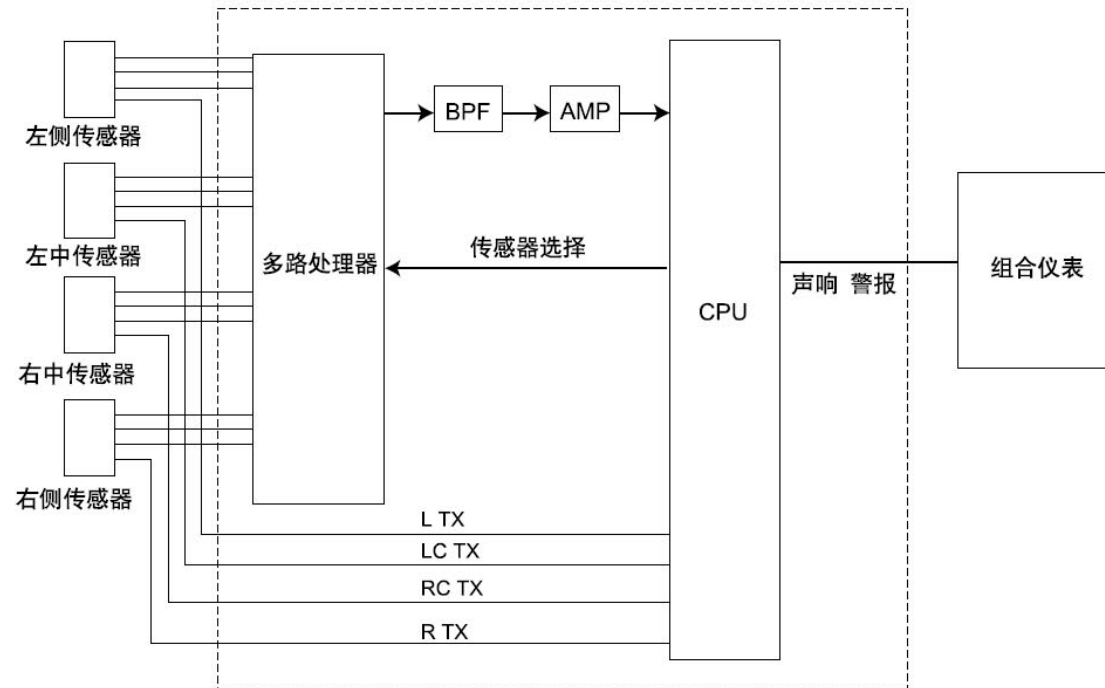 左侧传感器
左中传感器
右中传感器
右侧传感器
多路处理器
BPF
AMP
传感器选择
CPU
声响 警报
组合仪表
L TX
LC TX
RC TX
R TX